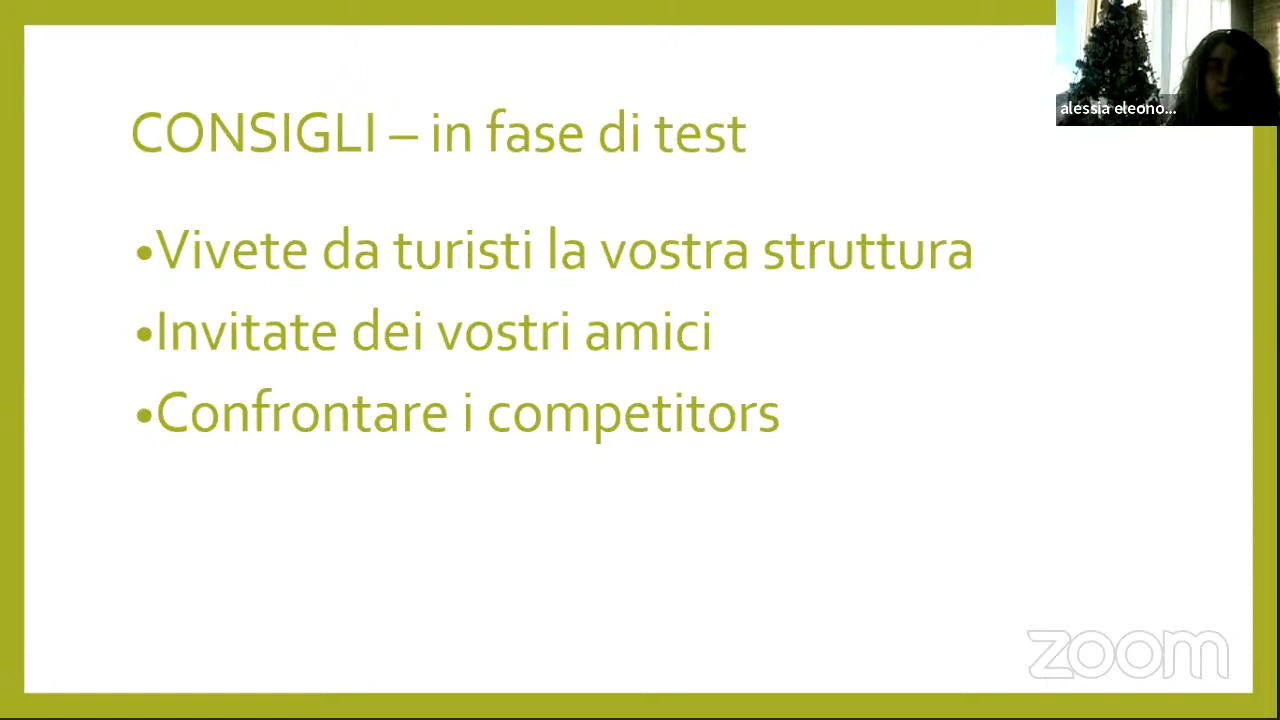 alessia eleono...
CONSIGLI – in fase di test
•Vivete da turisti la vostra struttura
•Invitate dei vostri amici
•Confrontare i competitors
zoom